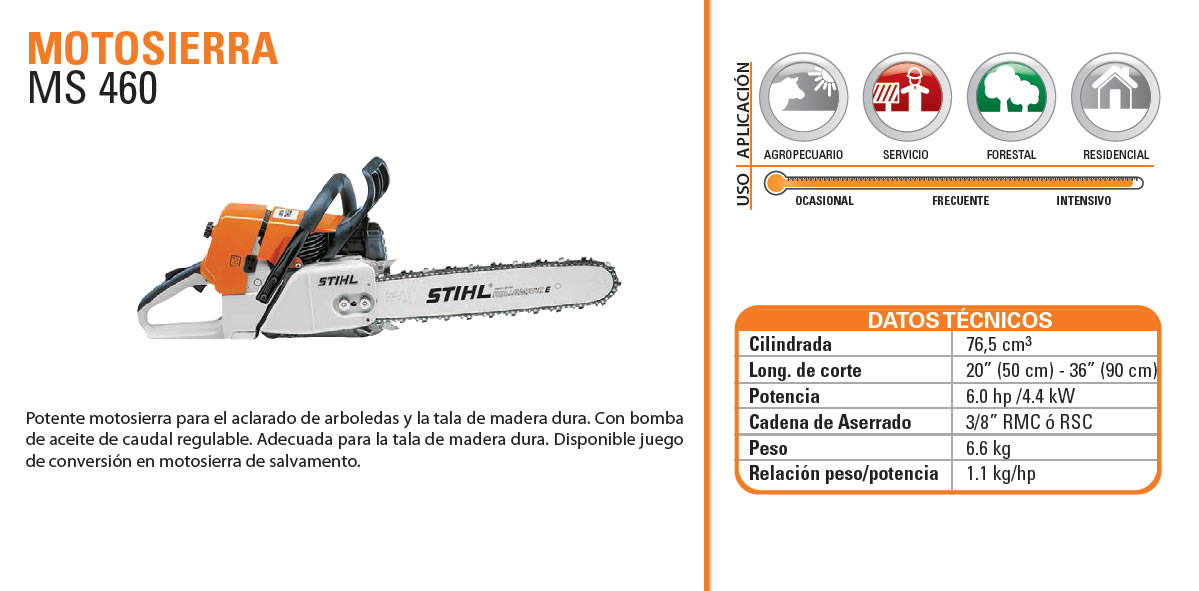 MOTOSIERRA
MS 460
STIHL
STIHL
ROLLOMATIC E
Potente motosierra para el aclarado de arboledas y la tala de madera dura. Con bomba
de aceite de caudal regulable. Adecuada para la tala de madera dura. Disponible juego
de conversión en motosierra de salvamento.
APLICACIÓN
AGROPECUARIO SERVICIO FORESTAL RESIDENCIAL
USO
OCASIONAL FRECUENTE INTENSIVO
DATOS TÉCNICOS
Cilindrada 76,5 cm³
Long. de corte 20” (50 cm) - 36” (90 cm)
Potencia 6.0 hp /4.4 kW
Cadena de Aserrado 3/8” RMC ó RSC
Peso 6.6 kg
Relación peso/potencia 1.1 kg/hp